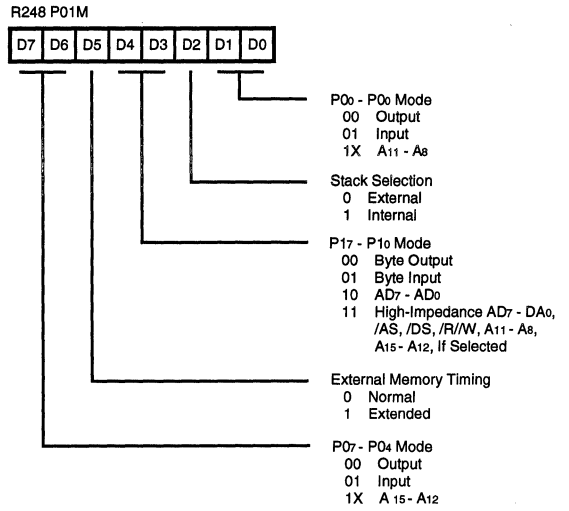 R248 P01M
D7 D6 D5 D4 D3 D2 D1 D0
P00 - P00 Mode
00 Output
01 Input
1X A11 - A8
Stack Selection
0 External
1 Internal
P17 - P10 Mode
00 Byte Output
01 Byte Input
10 AD7 - AD0
11 High-Impedance AD7 - DA0,
/AS, /DS, /R//W, A11 - A8,
A15 - A12, If Selected
External Memory Timing
0 Normal
1 Extended
P07 - P04 Mode
00 Output
01 Input
1X A 15 - A12